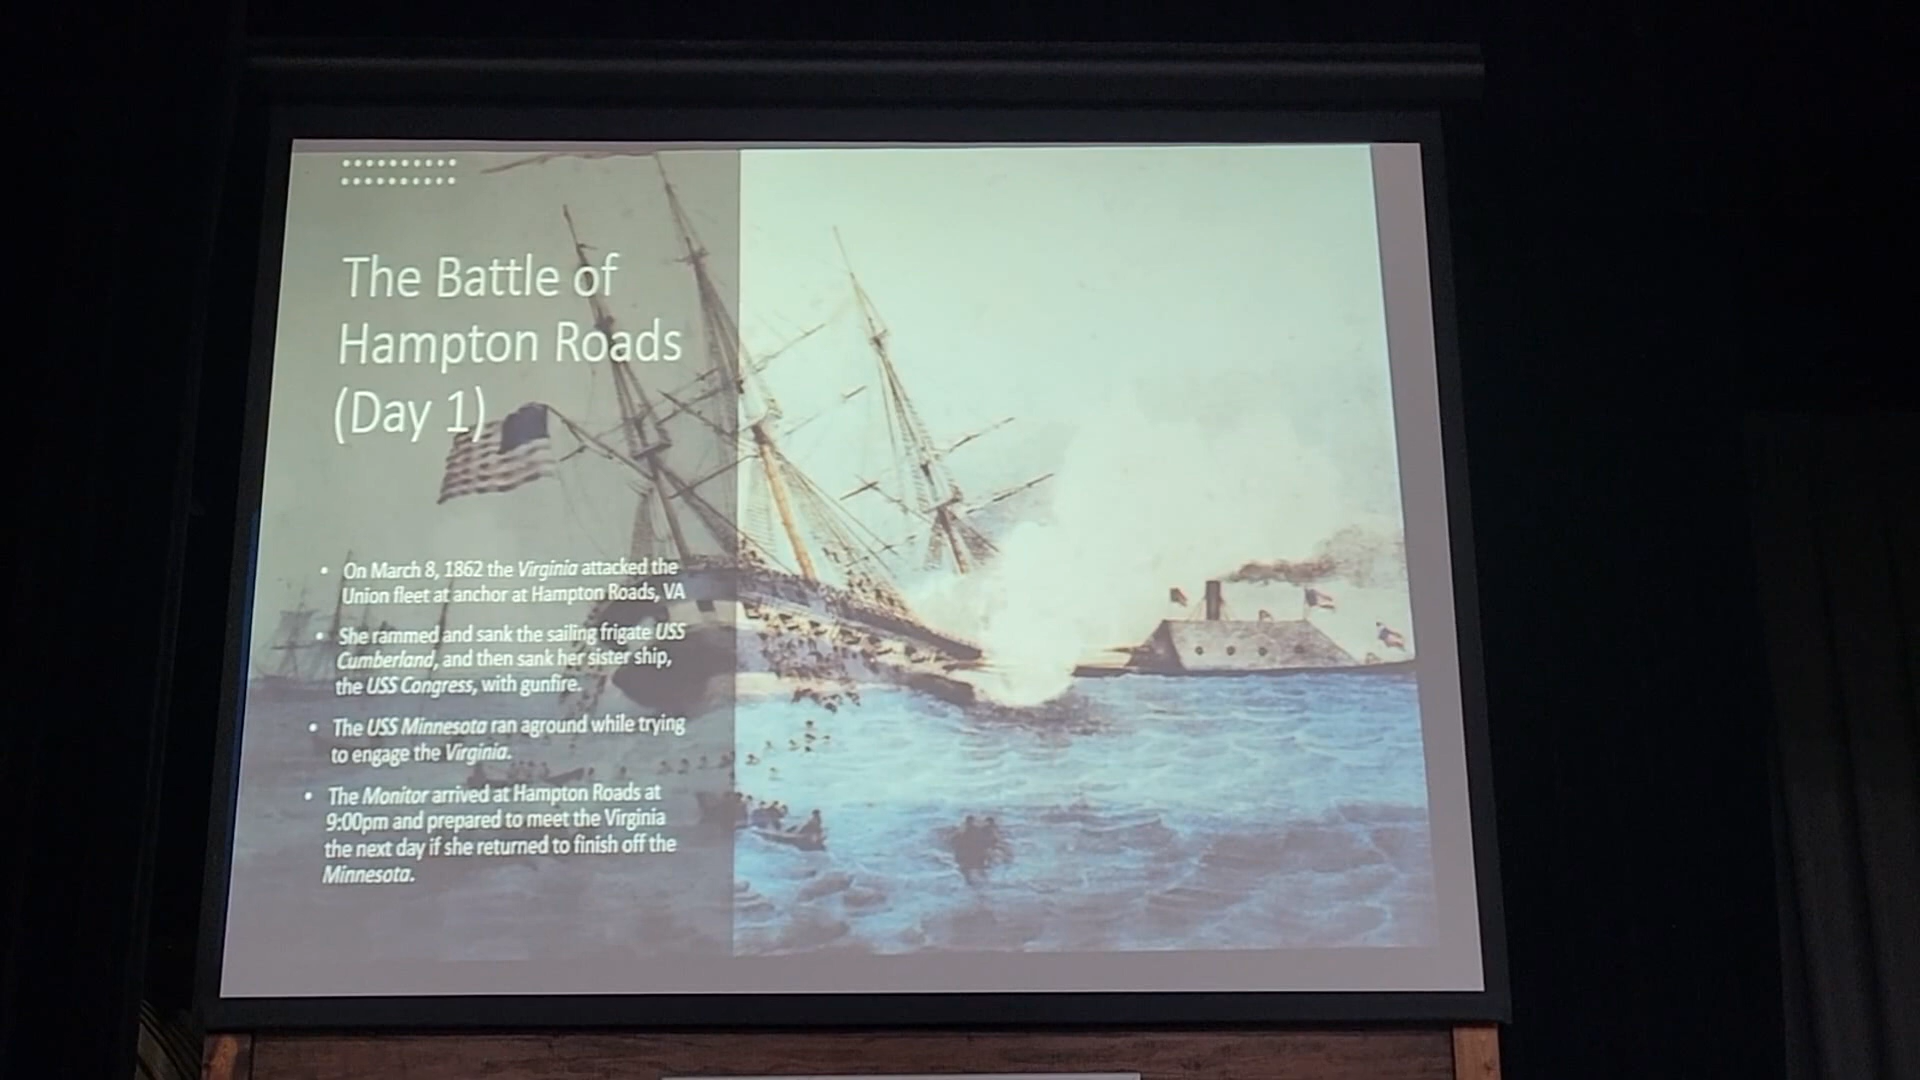 The Battle of
Hampton Roads
(Day 1)
• On March 8, 1862 the Virginia attacked the
Union fleet at anchor at Hampton Roads, VA
• She rammed and sank the sailing frigate USS
Cumberland, and then sank her sister ship,
the USS Congress, with gunfire.
• The USS Minnesota ran aground while trying
to engage the Virginia.
• The Monitor arrived at Hampton Roads at
9:00pm and prepared to meet the Virginia
the next day if she returned to finish off the
Minnesota.